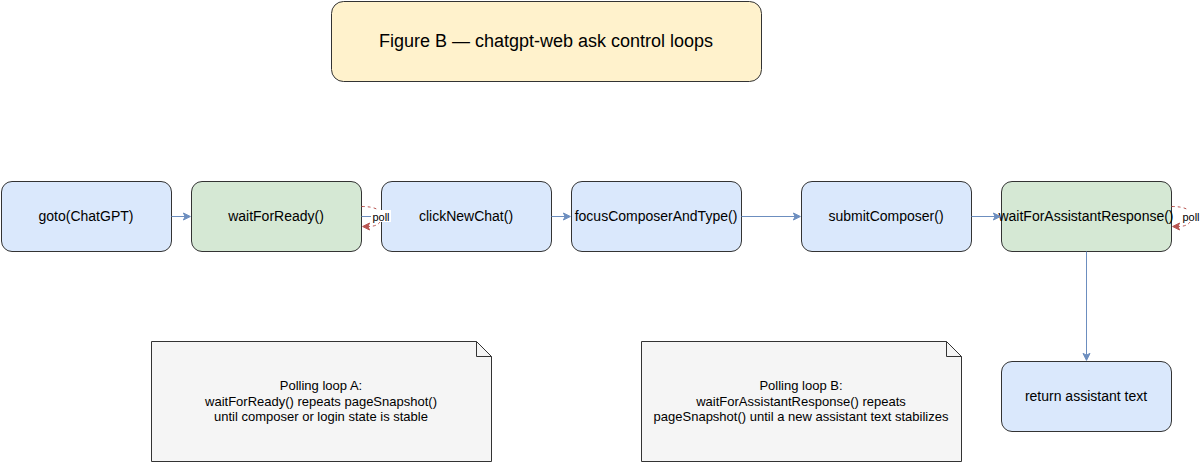 Figure B — chatgpt-web ask control loops
goto(ChatGPT)
waitForReady()
poll
clickNewChat()
focusComposerAndType()
submitComposer()
waitForAssistantResponse()
poll
Polling loop A:
waitForReady() repeats pageSnapshot()
until composer or login state is stable
Polling loop B:
waitForAssistantResponse() repeats
pageSnapshot() until a new assistant text stabilizes
return assistant text